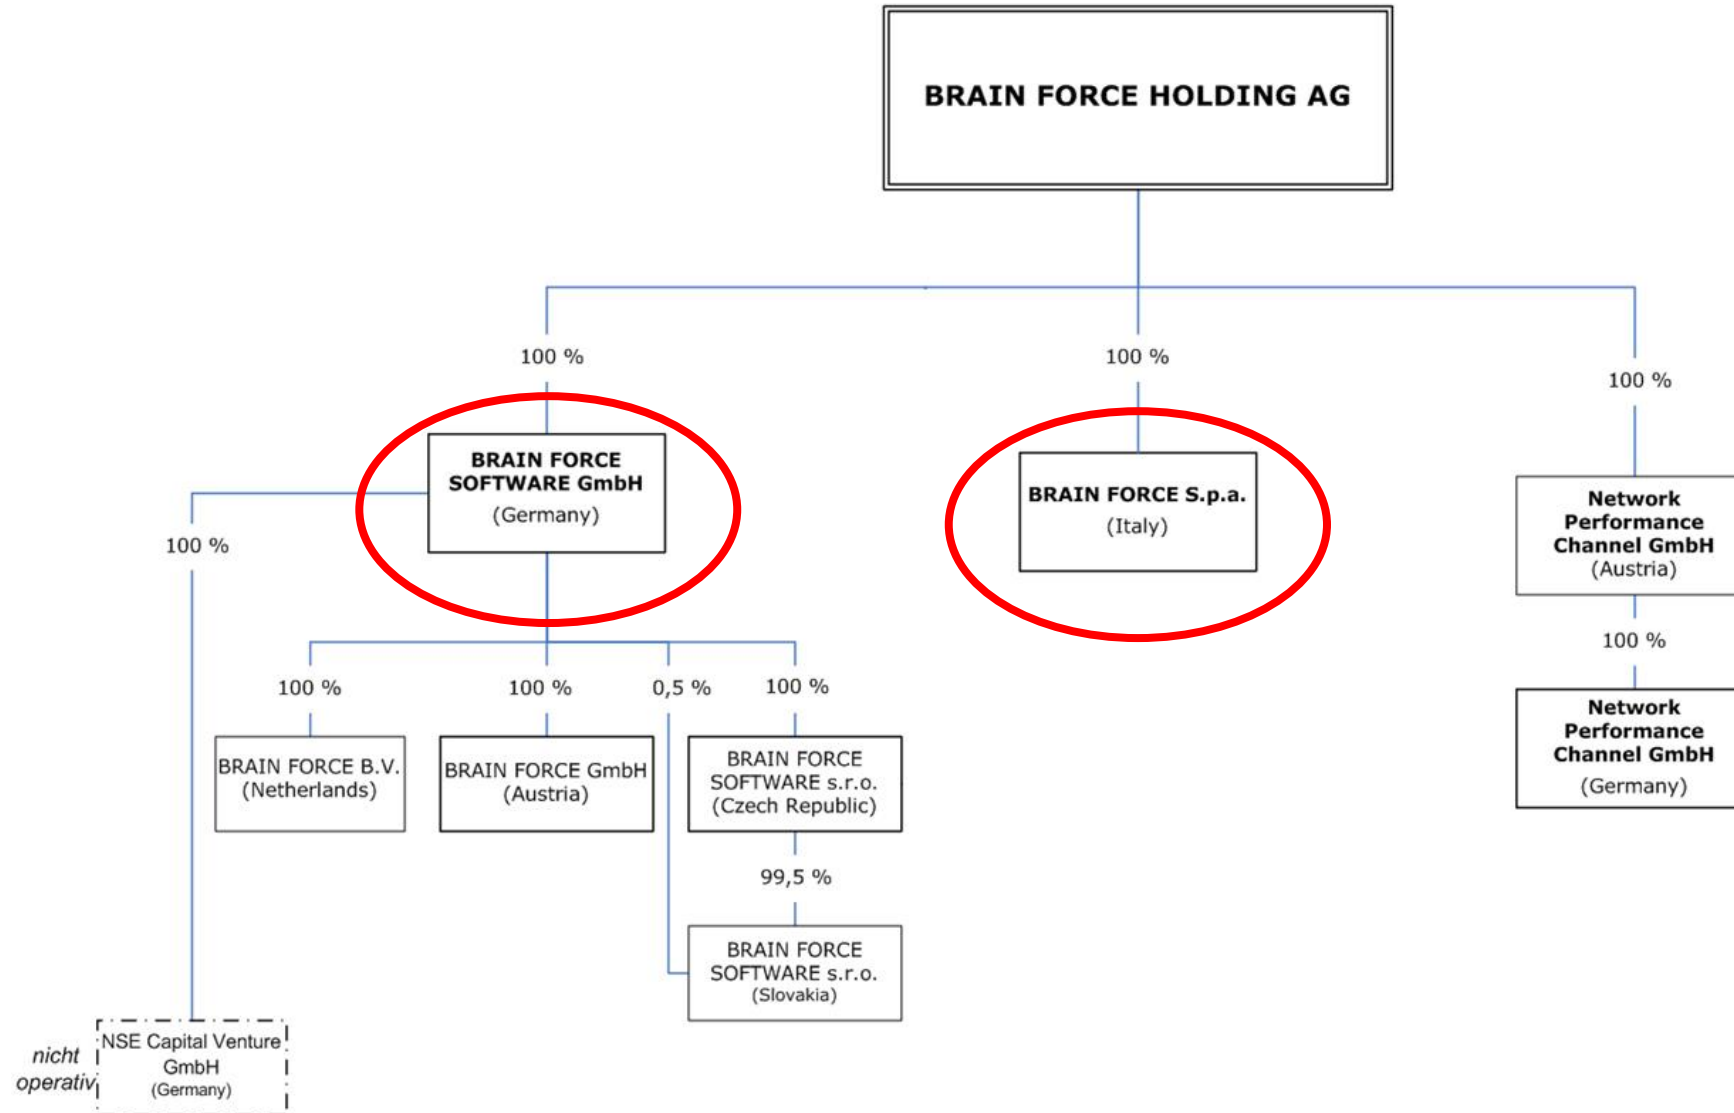 BRAIN FORCE HOLDING AG
100 %
100 %
100 %
BRAIN FORCE
SOFTWARE GmbH
(Germany)
BRAIN FORCE S.p.a.
(Italy)
Network
Performance
Channel GmbH
(Austria)
100 %
100 %
100 %
100 %
0,5 %
100 %
Network
Performance
Channel GmbH
(Germany)
BRAIN FORCE B.V.
(Netherlands)
BRAIN FORCE GmbH
(Austria)
BRAIN FORCE
SOFTWARE s.r.o.
(Czech Republic)
99,5 %
BRAIN FORCE
SOFTWARE s.r.o.
(Slovakia)
nicht
operativ
NSE Capital Venture
GmbH
(Germany)